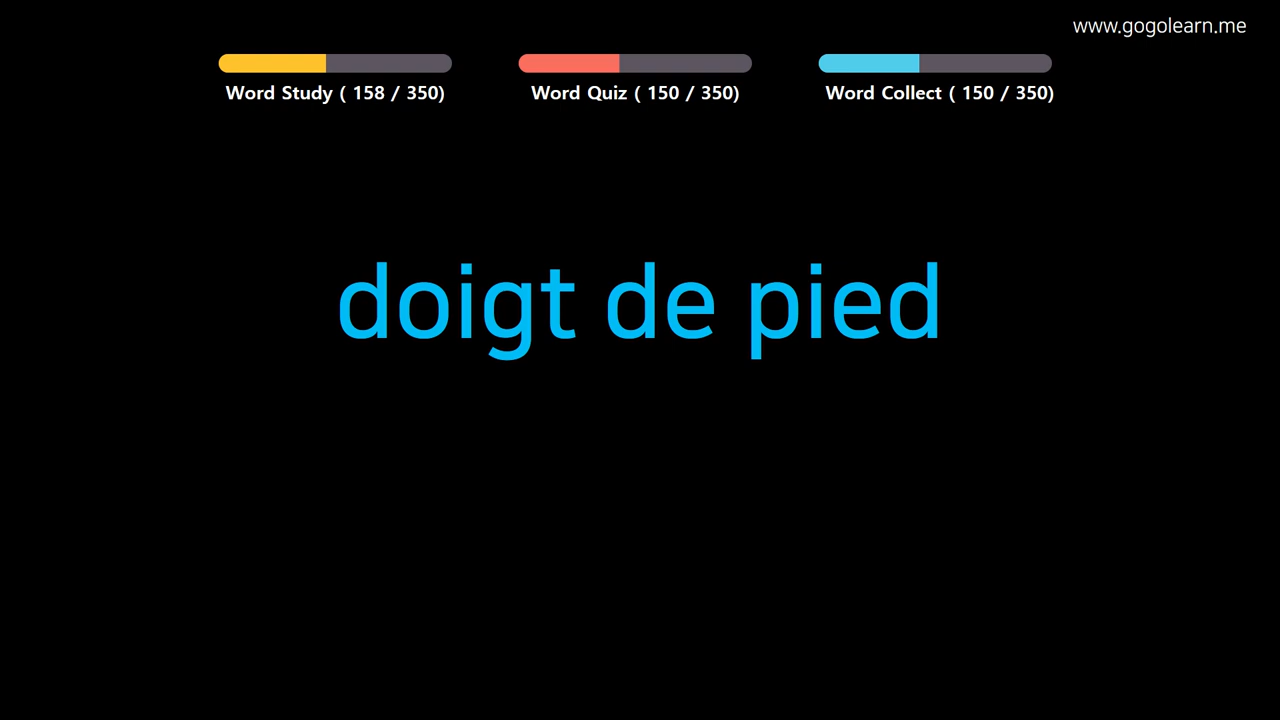 www.gogolearn.me
Word Study ( 158 / 350)
Word Quiz ( 150 / 350)
Word Collect ( 150 / 350)
doigt de pied